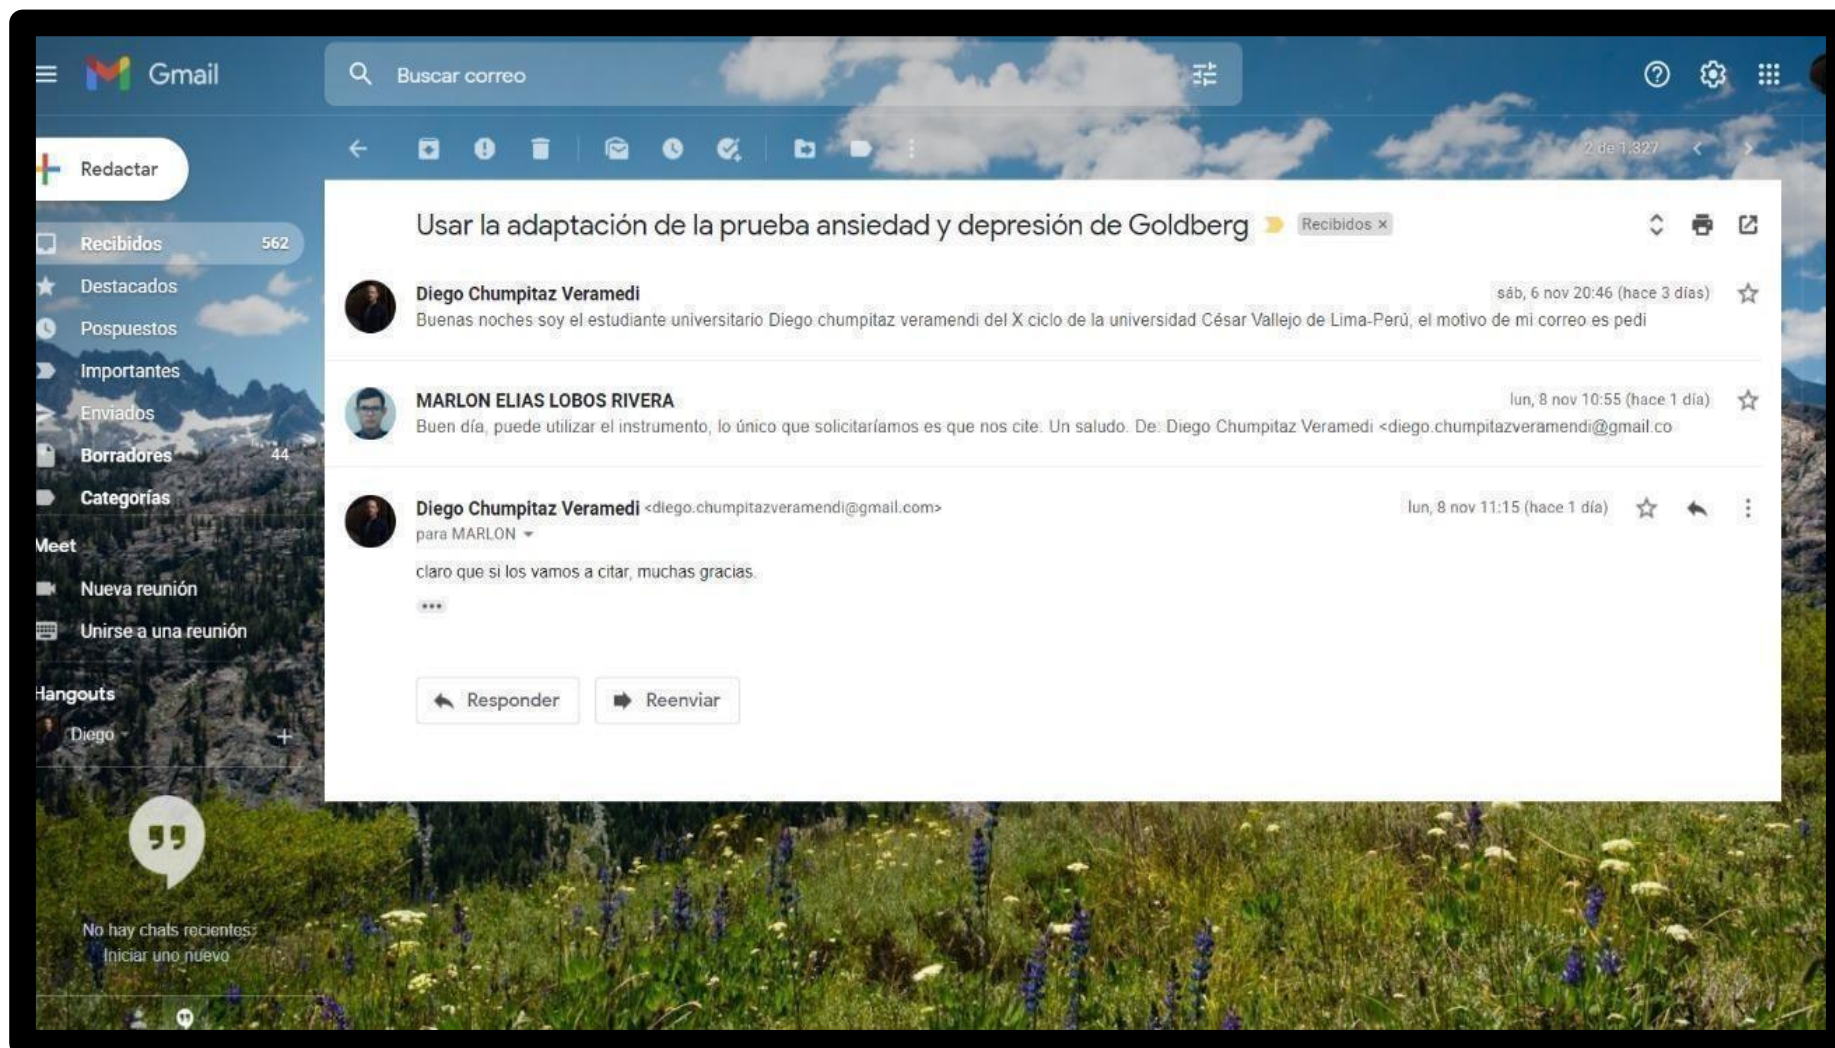 Gmail
Buscar correo
Redactar
2 de 1,327
Recibidos 562
Destacados
Pospuestos
Importantes
Enviados
Borradores 44
Categorías
Meet
Nueva reunión
Unirse a una reunión
Hangouts
Diego
No hay chats recientes
Iniciar uno nuevo
Usar la adaptación de la prueba ansiedad y depresión de Goldberg Recibidos ×
Diego Chumpitaz Veramedi sáb, 6 nov 20:46 (hace 3 días)
Buenas noches soy el estudiante universitario Diego chumpitaz veramendi del X ciclo de la universidad César Vallejo de Lima-Perú, el motivo de mi correo es pedi
MARLON ELIAS LOBOS RIVERA lun, 8 nov 10:55 (hace 1 día)
Buen día, puede utilizar el instrumento, lo único que solicitaríamos es que nos cite. Un saludo. De: Diego Chumpitaz Veramedi <diego.chumpitazveramendi@gmail.co
Diego Chumpitaz Veramedi <diego.chumpitazveramendi@gmail.com> lun, 8 nov 11:15 (hace 1 día)
para MARLON
claro que si los vamos a citar, muchas gracias.
Responder Reenviar